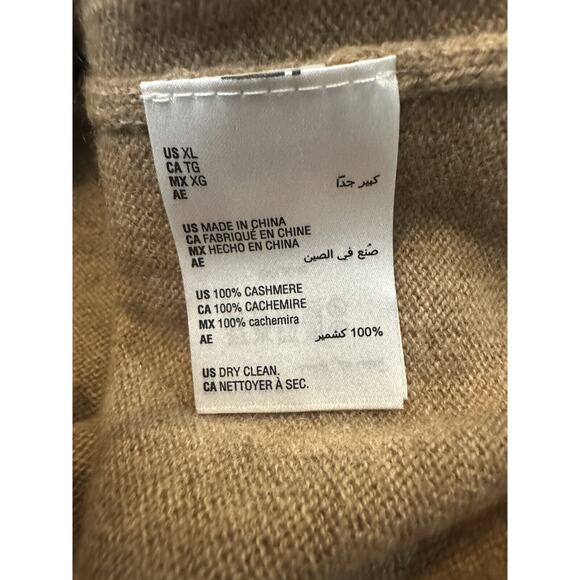 US XL
CA TG
MX XG
AE كبير جدًا
US MADE IN CHINA
CA FABRIQUÉ EN CHINE
MX HECHO EN CHINA
AE صُنع في الصين
US 100% CASHMERE
CA 100% CACHEMIRE
MX 100% cachemira
AE 100% كشمير
US DRY CLEAN.
CA NETTOYER À SEC.